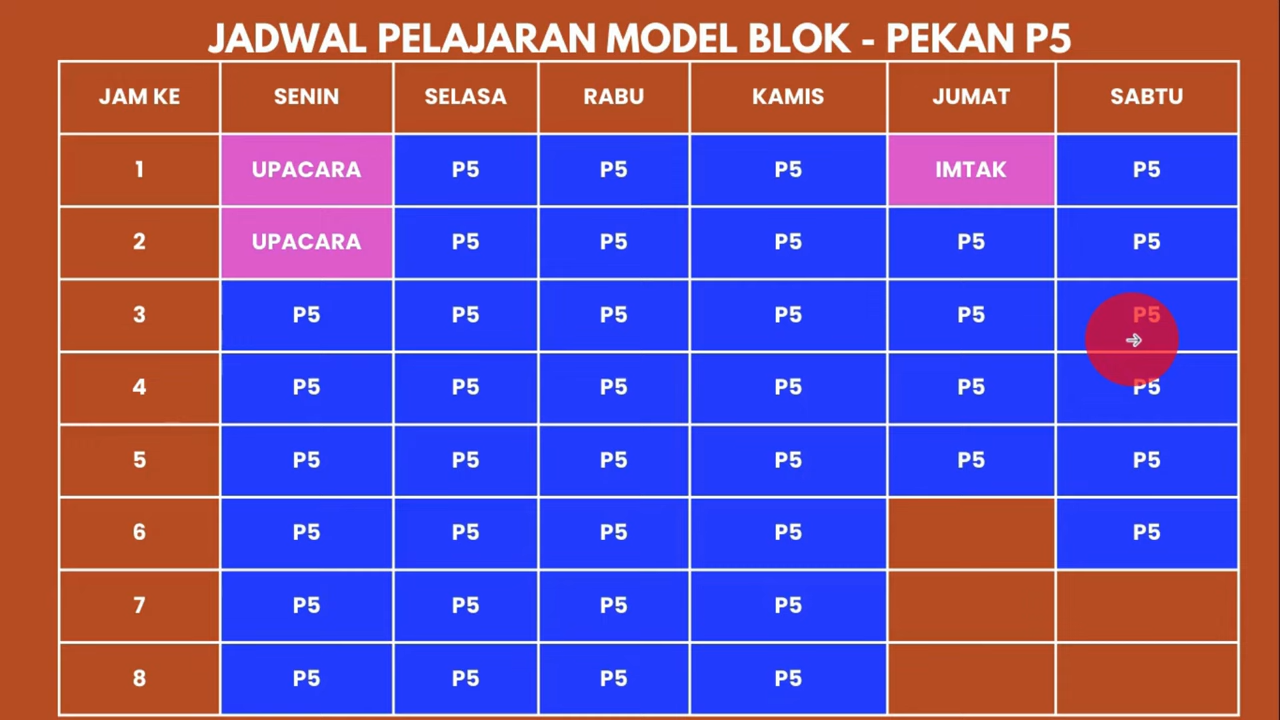 JADWAL PELAJARAN MODEL BLOK - PEKAN P5
JAM KE SENIN SELASA RABU KAMIS JUMAT SABTU
1 UPACARA P5 P5 P5 IMTAK P5
2 UPACARA P5 P5 P5 P5 P5
3 P5 P5 P5 P5 P5 P5
4 P5 P5 P5 P5 P5 P5
5 P5 P5 P5 P5 P5 P5
6 P5 P5 P5 P5 P5
7 P5 P5 P5 P5
8 P5 P5 P5 P5